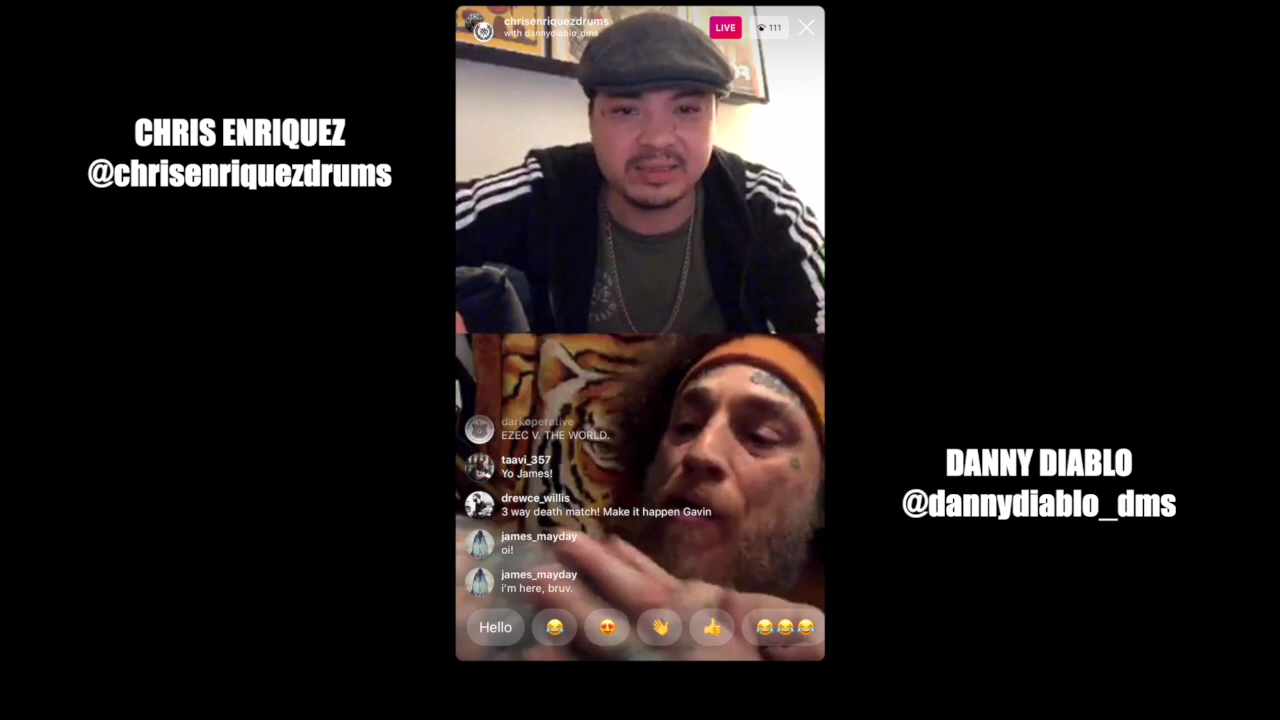 chrisenriquezdrums
with dannydiablo_dms
LIVE
111
CHRIS ENRIQUEZ
@chrisenriquezdrums
darkoperative
EZEC V. THE WORLD.
taavi_357
Yo James!
drewce_willis
3 way death match! Make it happen Gavin
james_mayday
oi!
james_mayday
i'm here, bruv.
Hello
😂
😍
👋
👍
😂😂😂
DANNY DIABLO
@dannydiablo_dms